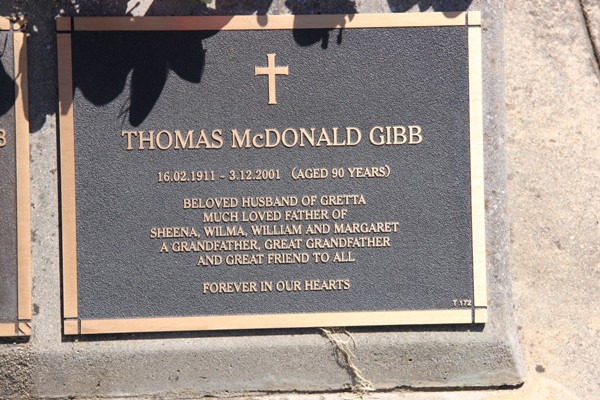 THOMAS McDONALD GIBB
16.02.1911 - 3.12.2001 (AGED 90 YEARS)
BELOVED HUSBAND OF GRETTA
MUCH LOVED FATHER OF
SHEENA, WILMA, WILLIAM AND MARGARET
A GRANDFATHER, GREAT GRANDFATHER
AND GREAT FRIEND TO ALL
FOREVER IN OUR HEARTS
T 172